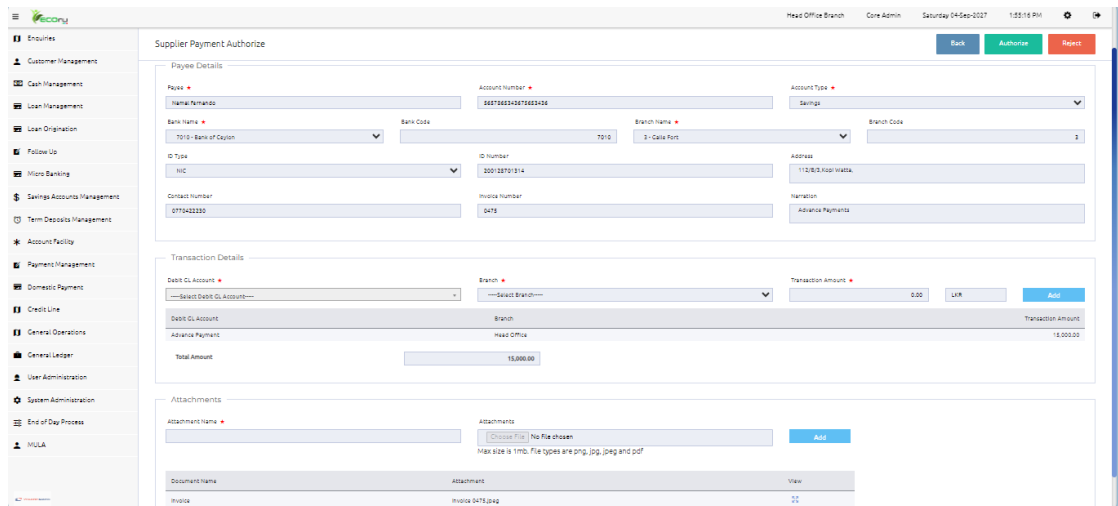 ECOny
Head Office Branch Core Admin Saturday 04-Sep-2027 1:55:16 PM
Enquiries
Customer Management
Cash Management
Loan Management
Loan Origination
Follow Up
Micro Banking
Savings Accounts Management
Term Deposits Management
Account Facility
Payment Management
Domestic Payment
Credit Line
General Operations
General Ledger
User Administration
System Administration
End of Day Process
MULA
Supplier Payment Authorize
Back Authorize Reject
Payee Details
Payee * Account Number * Account Type *
Namal Fernando 3657865343675653436 Savings
Bank Name * Bank Code Branch Name * Branch Code
7010 - Bank of Ceylon 7010 3 - Galle Fort 3
ID Type ID Number Address
NIC 200128701314 112/B/3,Kopi Watta,
Contact Number Invoice Number Narration
0770422230 0475 Advance Payments
Transaction Details
Debit GL Account * Branch * Transaction Amount *
----Select Debit GL Account---- ----Select Branch---- 0.00 LKR Add
Debit GL Account Branch Transaction Amount
Advance Payment Head Office 15,000.00
Total Amount 15,000.00
Attachments
Attachment Name * Attachments
Choose File No file chosen Add
Max size is 1mb. File types are png, jpg, jpeg and pdf
Document Name Attachment View
Invoice Invoice 0475.jpeg